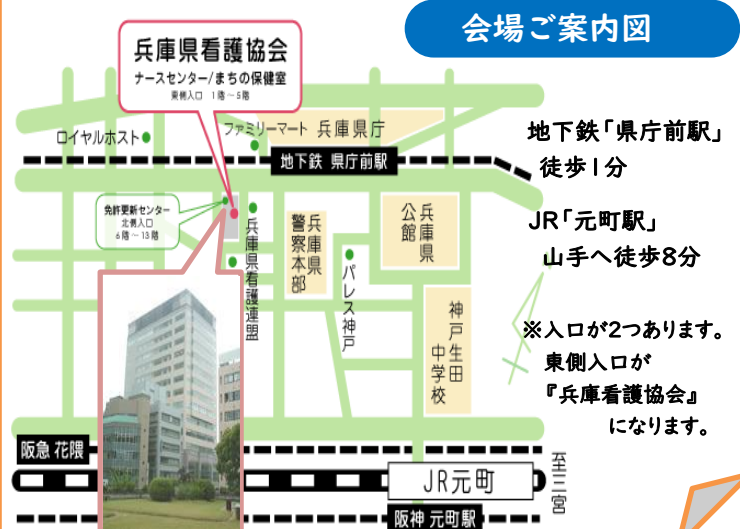 会場ご案内図
兵庫県看護協会
ナースセンター/まちの保健室
東側入口 1階～5階
ロイヤルホスト
ファミリーマート
兵庫県庁
地下鉄 県庁前駅
免許更新センター
北側入口
6階～13階
兵庫県看護連盟
兵庫県
警察本部
パレス神戸
兵庫県
公館
神戸生田
中学校
地下鉄「県庁前駅」
徒歩1分
JR「元町駅」
山手へ徒歩8分
※入口が2つあります。
東側入口が
『兵庫看護協会』
になります。
阪急 花隈
JR元町
阪神 元町駅
至三宮